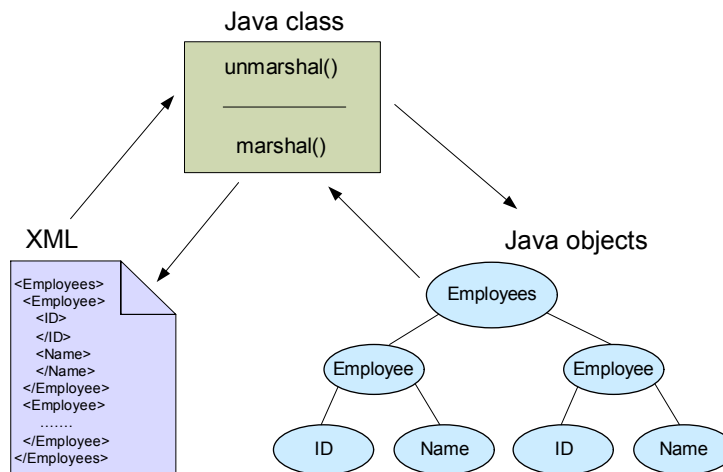 Java class
unmarshal()
marshal()
XML
<Employees>
<Employee>
<ID>
</ID>
<Name>
</Name>
</Employee>
<Employee>
.......
</Employee>
</Employees>
Java objects
Employees
Employee Employee
ID Name ID Name